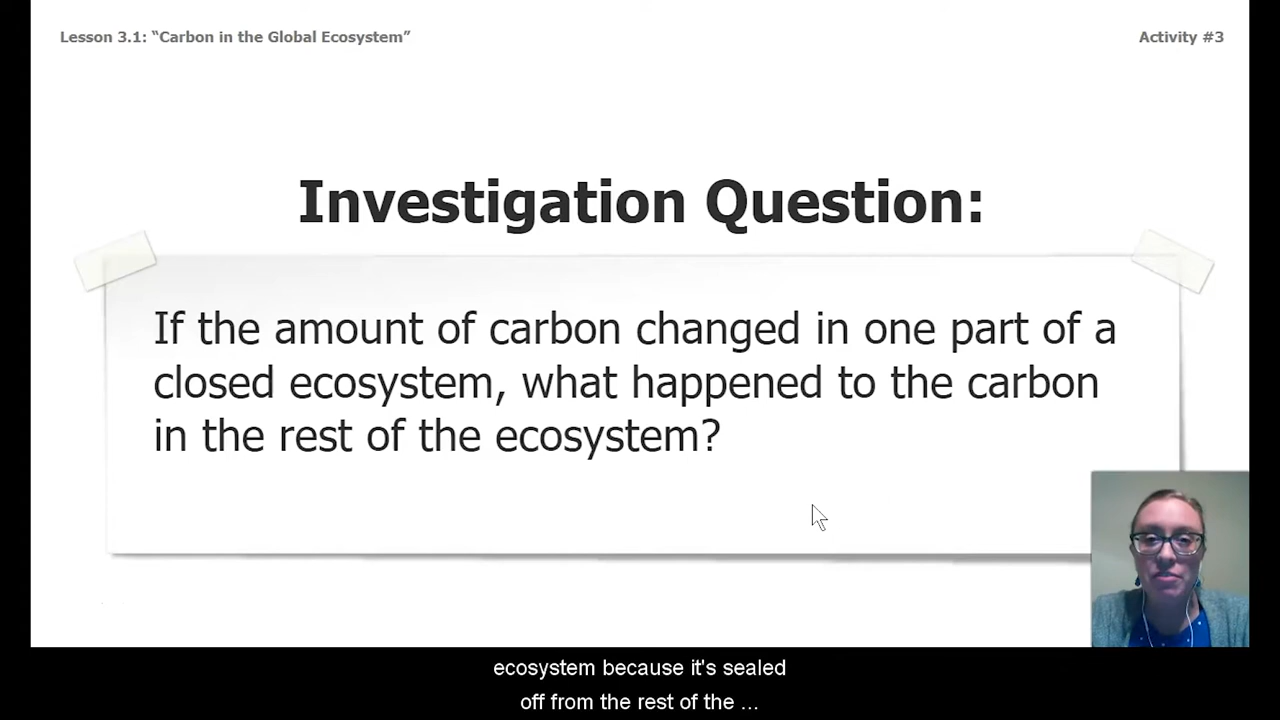 Lesson 3.1: “Carbon in the Global Ecosystem”
Activity #3
Investigation Question:
If the amount of carbon changed in one part of a
closed ecosystem, what happened to the carbon
in the rest of the ecosystem?
ecosystem because it's sealed
off from the rest of the ...